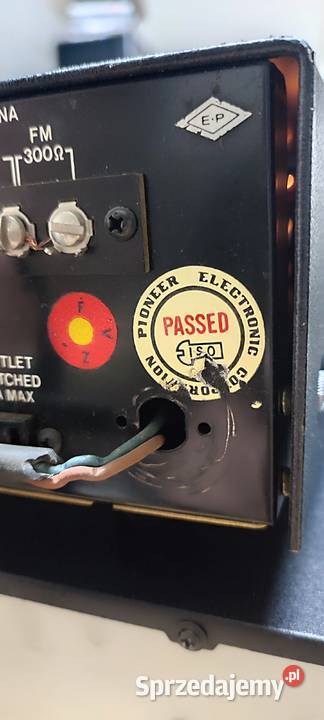 NA
E·P
FM
300Ω
F
V
Z
PIONEER ELECTRONIC CORPORATION
PASSED
ISO
TLET
TCHED
A MAX
Sprzedajemy.pl